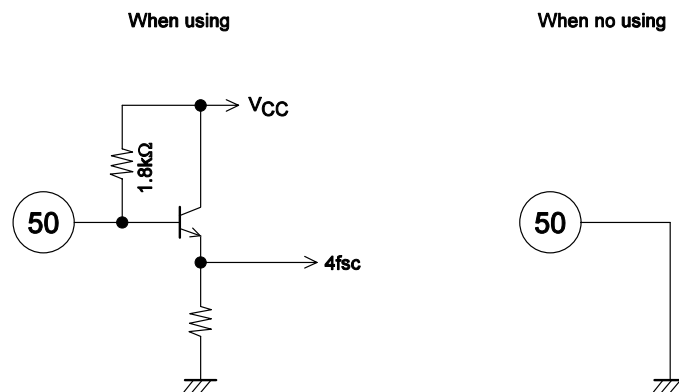 When using
When no using
VCC
1.8kΩ
50
50
4fsc